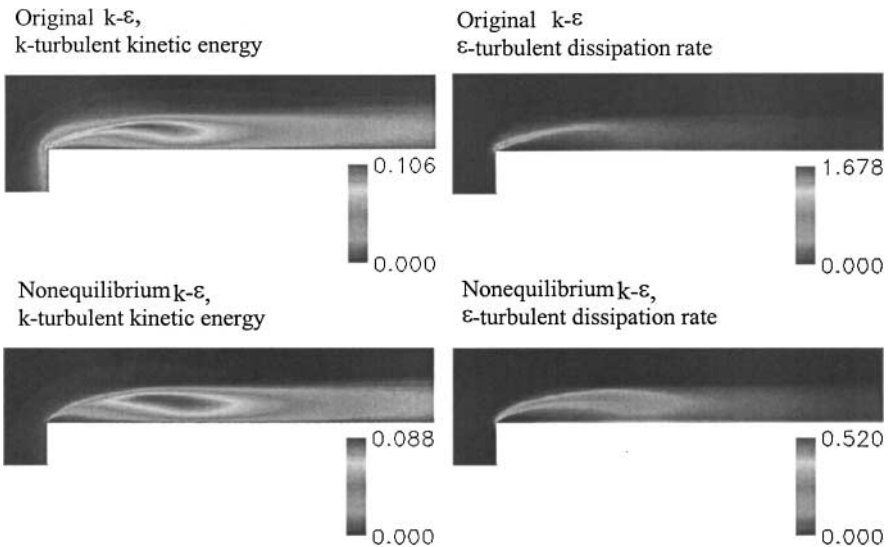 Original k-ε,
k-turbulent kinetic energy
0.106
0.000
Original k-ε
ε-turbulent dissipation rate
1.678
0.000
Nonequilibrium k-ε,
k-turbulent kinetic energy
0.088
0.000
Nonequilibrium k-ε,
ε-turbulent dissipation rate
0.520
0.000